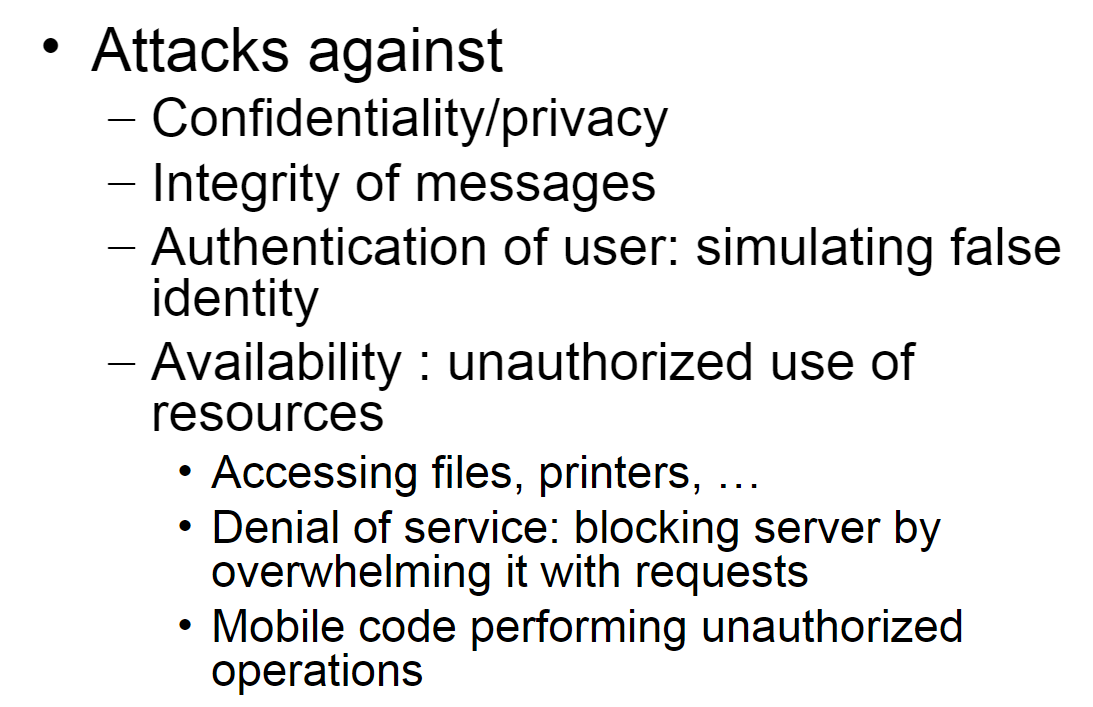 • Attacks against
– Confidentiality/privacy
– Integrity of messages
– Authentication of user: simulating false
identity
– Availability : unauthorized use of
resources
• Accessing files, printers, …
• Denial of service: blocking server by
overwhelming it with requests
• Mobile code performing unauthorized
operations